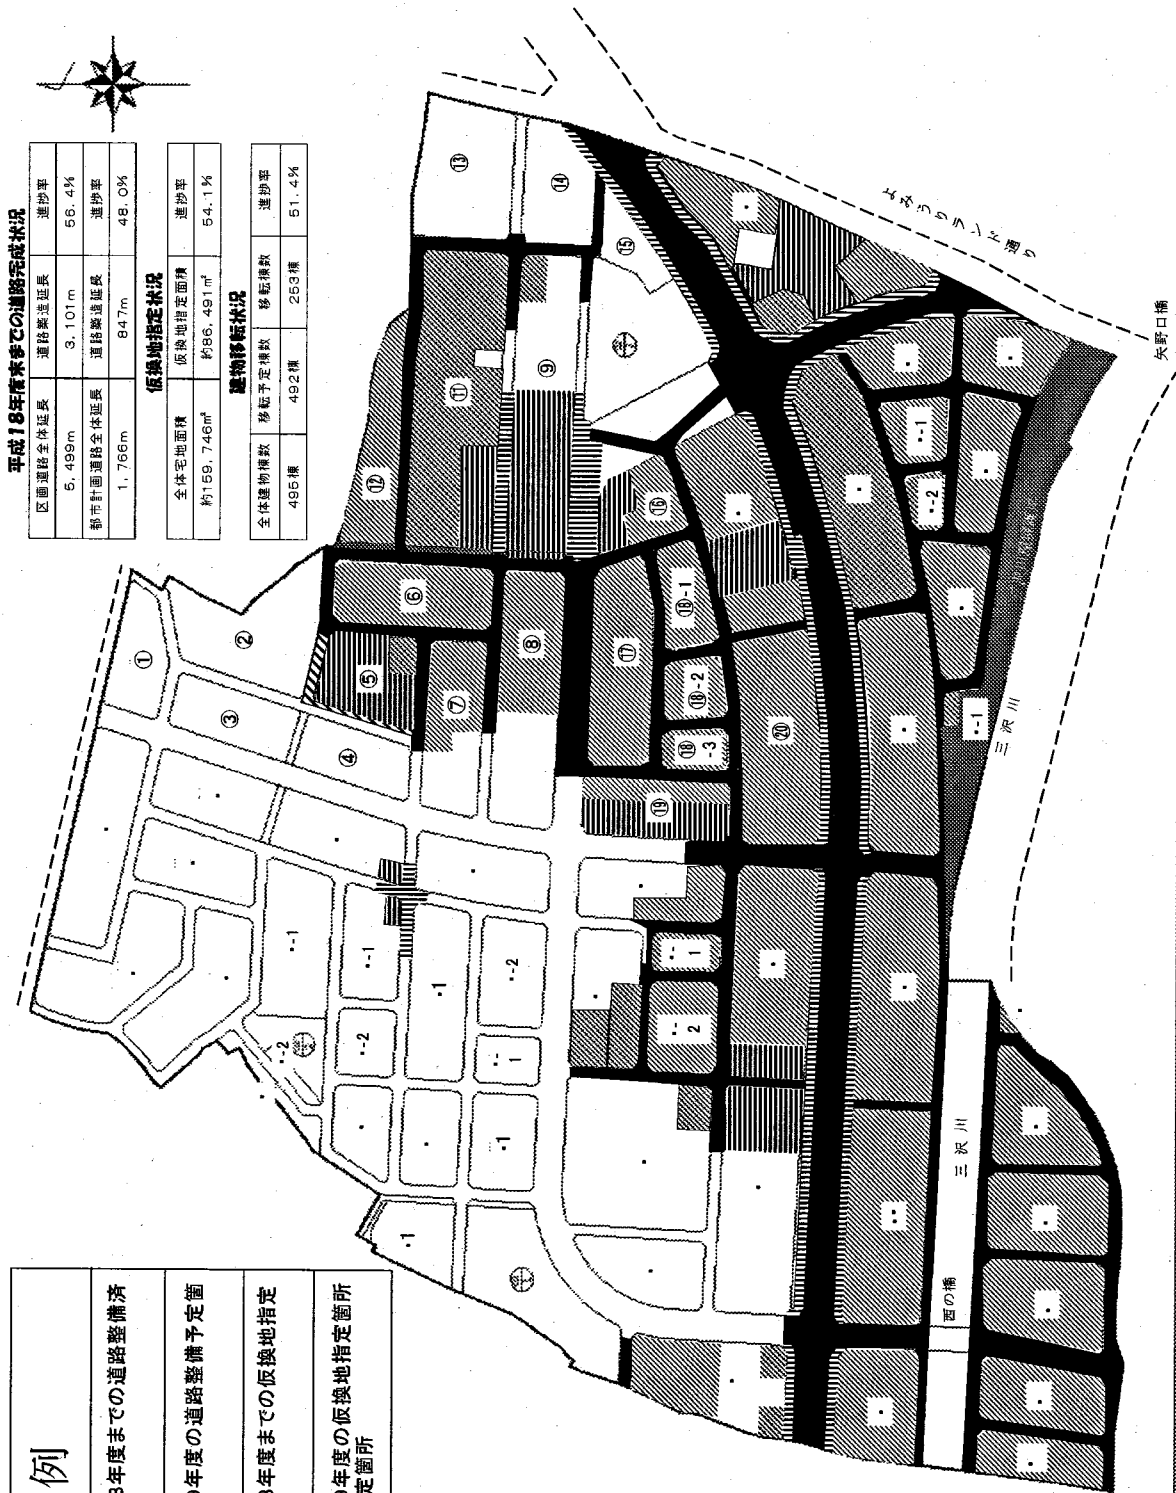 平成18年度末までの道路完成状況
区画道路全体延長 道路築造延長 進捗率
5,499m 3,101m 56.4%
都市計画道路全体延長 道路築造延長 進捗率
1,766m 847m 48.0%
仮換地指定状況
全体宅地面積 仮換地指定面積 進捗率
約159,746㎡ 約86,491㎡ 54.1%
建物移転状況
全体建物棟数 移転予定棟数 移転棟数 進捗率
495棟 492棟 253棟 51.4%
例
年度までの道路整備済
年度の道路整備予定箇
年度までの仮換地指定
年度の仮換地指定箇所
定箇所
①
②
③
④
⑤
⑥
⑦
⑧
⑨
⑪
⑫
⑬
⑭
⑮
⑯
⑰
⑱-1
⑱-2
⑱-3
⑲
⑳
よみうりランド通り
矢野口橋
三沢川
三沢川
西の橋